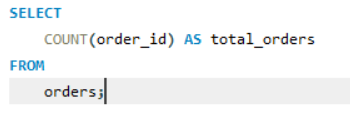 SELECT
    COUNT(order_id) AS total_orders
FROM
    orders;